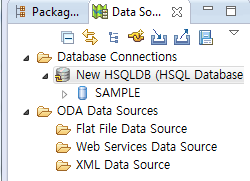 Packag...
Data So...
Database Connections
New HSQLDB (HSQL Database
SAMPLE
ODA Data Sources
Flat File Data Source
Web Services Data Source
XML Data Source